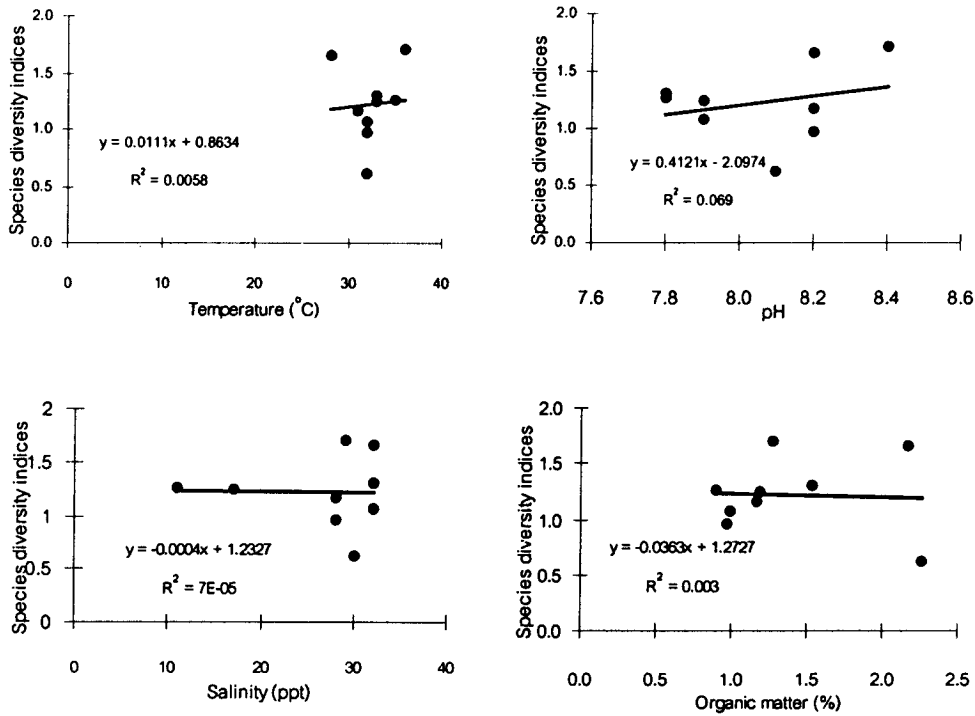 Species diversity indices
2.0
1.5
1.0
0.5
0.0
y = 0.0111x + 0.8634
R² = 0.0058
0 10 20 30 40
Temperature (°C)
Species diversity indices
2.0
1.5
1.0
0.5
0.0
y = 0.4121x - 2.0974
R² = 0.069
7.6 7.8 8.0 8.2 8.4 8.6
pH
Species diversity indices
2
1.5
1
0.5
0
y = -0.0004x + 1.2327
R² = 7E-05
0 10 20 30 40
Salinity (ppt)
Species diversity indices
2.0
1.5
1.0
0.5
0.0
y = -0.0363x + 1.2727
R² = 0.003
0.0 0.5 1.0 1.5 2.0 2.5
Organic matter (%)